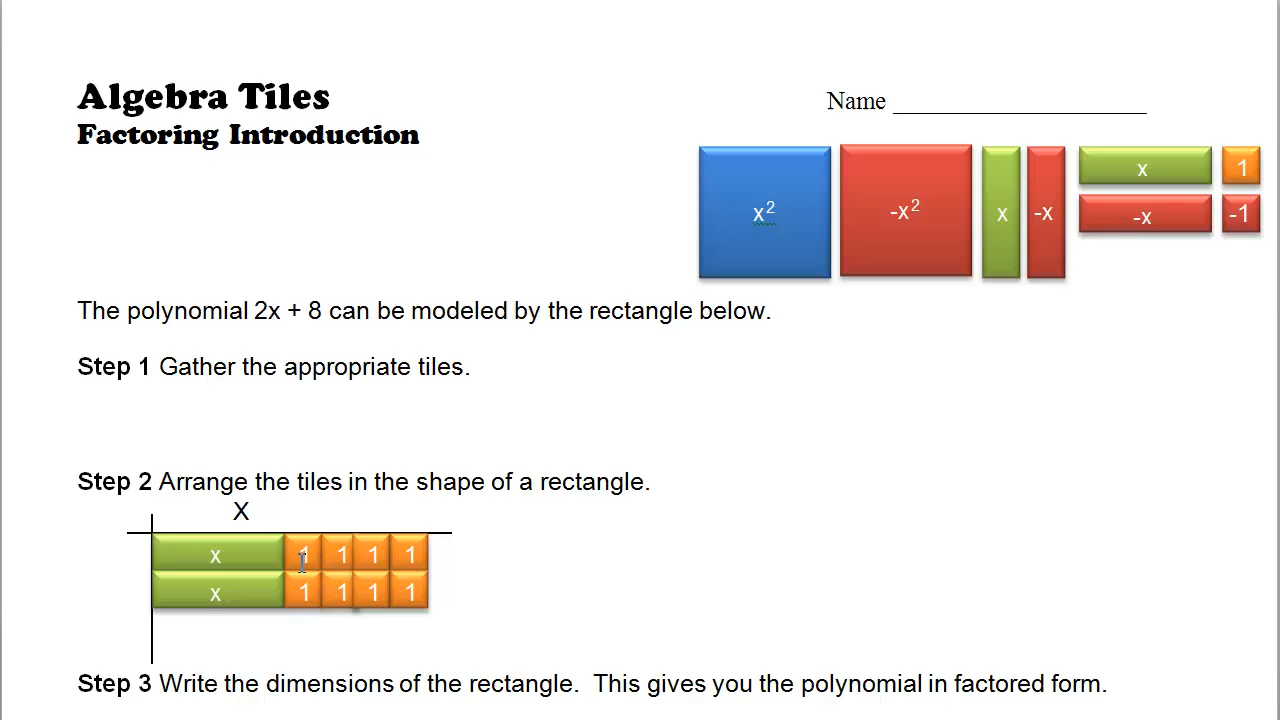 Algebra Tiles
Name ____________________
Factoring Introduction
x² -x² x -x x 1
-x -1
The polynomial 2x + 8 can be modeled by the rectangle below.
Step 1 Gather the appropriate tiles.
Step 2 Arrange the tiles in the shape of a rectangle.
X
x 1 1 1 1
x 1 1 1 1
Step 3 Write the dimensions of the rectangle. This gives you the polynomial in factored form.